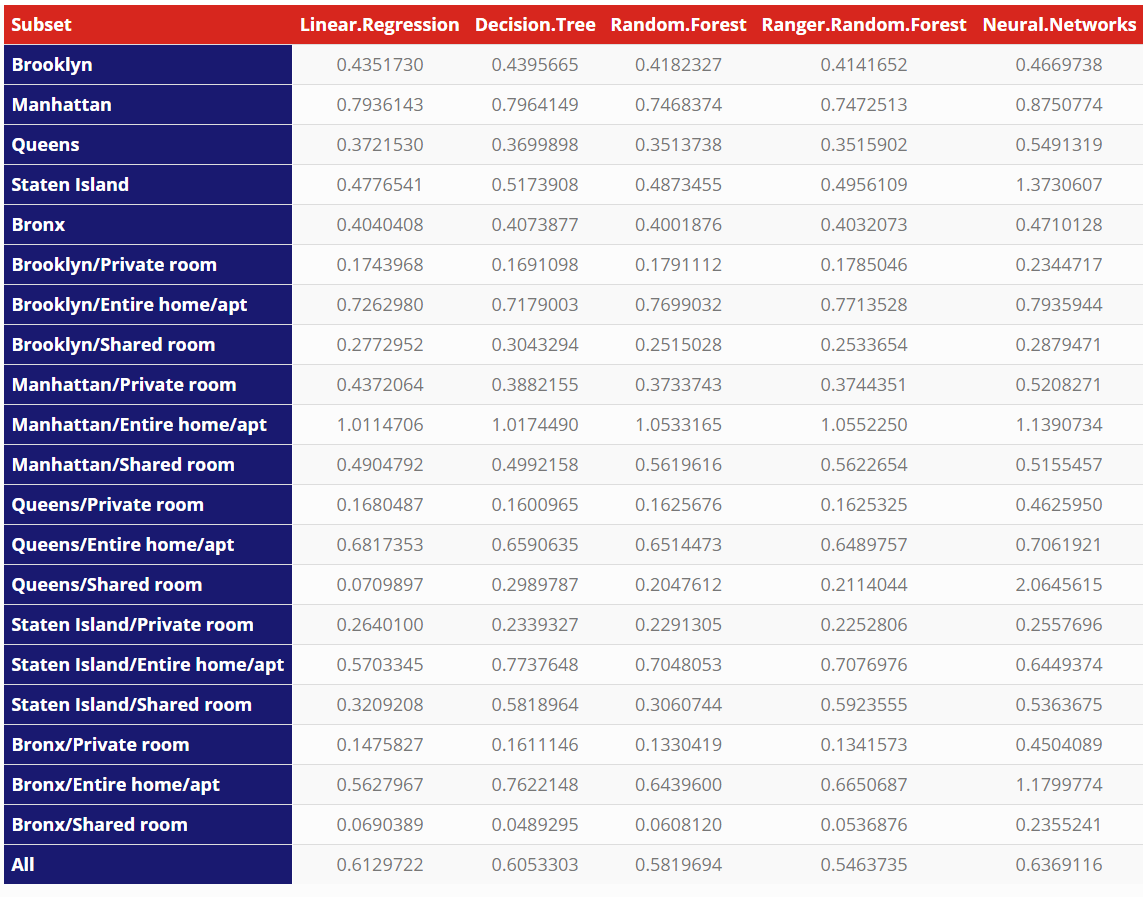 Subset Linear.Regression Decision.Tree Random.Forest Ranger.Random.Forest Neural.Networks
Brooklyn 0.4351730 0.4395665 0.4182327 0.4141652 0.4669738
Manhattan 0.7936143 0.7964149 0.7468374 0.7472513 0.8750774
Queens 0.3721530 0.3699898 0.3513738 0.3515902 0.5491319
Staten Island 0.4776541 0.5173908 0.4873455 0.4956109 1.3730607
Bronx 0.4040408 0.4073877 0.4001876 0.4032073 0.4710128
Brooklyn/Private room 0.1743968 0.1691098 0.1791112 0.1785046 0.2344717
Brooklyn/Entire home/apt 0.7262980 0.7179003 0.7699032 0.7713528 0.7935944
Brooklyn/Shared room 0.2772952 0.3043294 0.2515028 0.2533654 0.2879471
Manhattan/Private room 0.4372064 0.3882155 0.3733743 0.3744351 0.5208271
Manhattan/Entire home/apt 1.0114706 1.0174490 1.0533165 1.0552250 1.1390734
Manhattan/Shared room 0.4904792 0.4992158 0.5619616 0.5622654 0.5155457
Queens/Private room 0.1680487 0.1600965 0.1625676 0.1625325 0.4625950
Queens/Entire home/apt 0.6817353 0.6590635 0.6514473 0.6489757 0.7061921
Queens/Shared room 0.0709897 0.2989787 0.2047612 0.2114044 2.0645615
Staten Island/Private room 0.2640100 0.2339327 0.2291305 0.2252806 0.2557696
Staten Island/Entire home/apt 0.5703345 0.7737648 0.7048053 0.7076976 0.6449374
Staten Island/Shared room 0.3209208 0.5818964 0.3060744 0.5923555 0.5363675
Bronx/Private room 0.1475827 0.1611146 0.1330419 0.1341573 0.4504089
Bronx/Entire home/apt 0.5627967 0.7622148 0.6439600 0.6650687 1.1799774
Bronx/Shared room 0.0690389 0.0489295 0.0608120 0.0536876 0.2355241
All 0.6129722 0.6053303 0.5819694 0.5463735 0.6369116